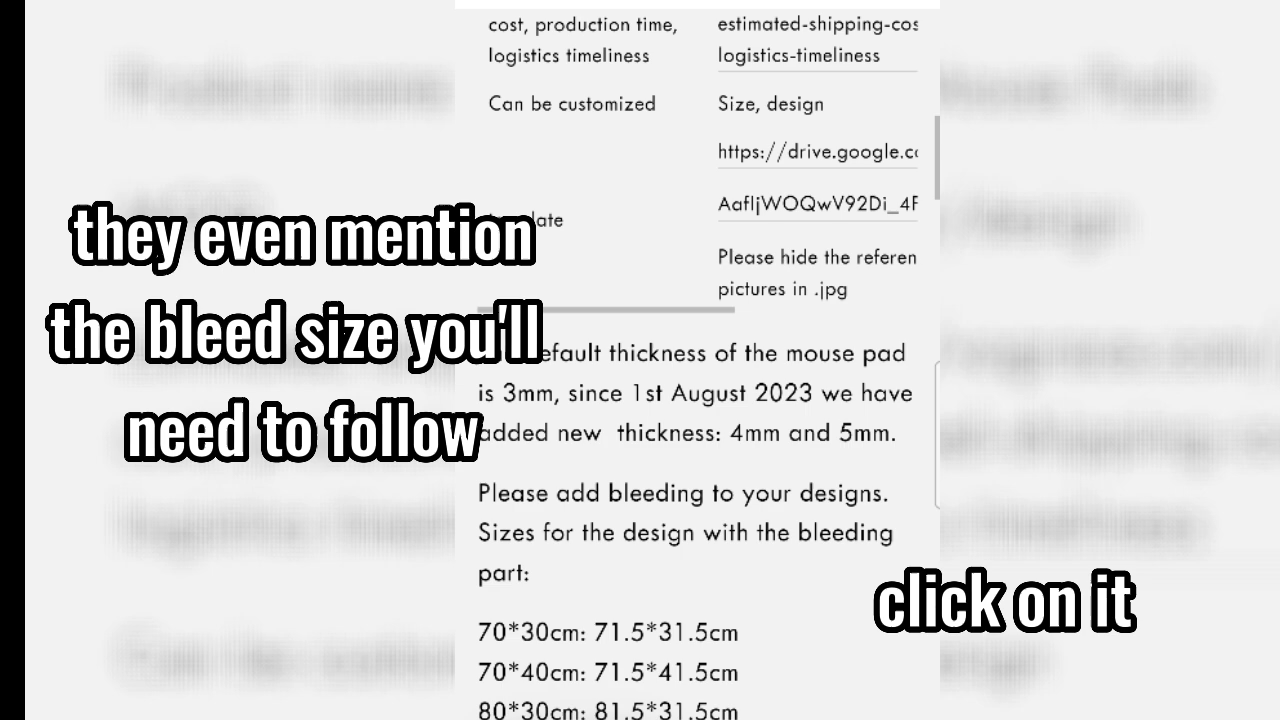 cost, production time,
logistics timeliness
estimated-shipping-cos
logistics-timeliness
Can be customized
Size, design
https://drive.google.co
AafljWOQwV92Di_4F
Please hide the referen
pictures in .jpg
they even mention
the bleed size you'll
need to follow
efault thickness of the mouse pad
is 3mm, since 1st August 2023 we have
added new thickness: 4mm and 5mm.
Please add bleeding to your designs.
Sizes for the design with the bleeding
part:
70*30cm: 71.5*31.5cm
70*40cm: 71.5*41.5cm
80*30cm: 81.5*31.5cm
click on it